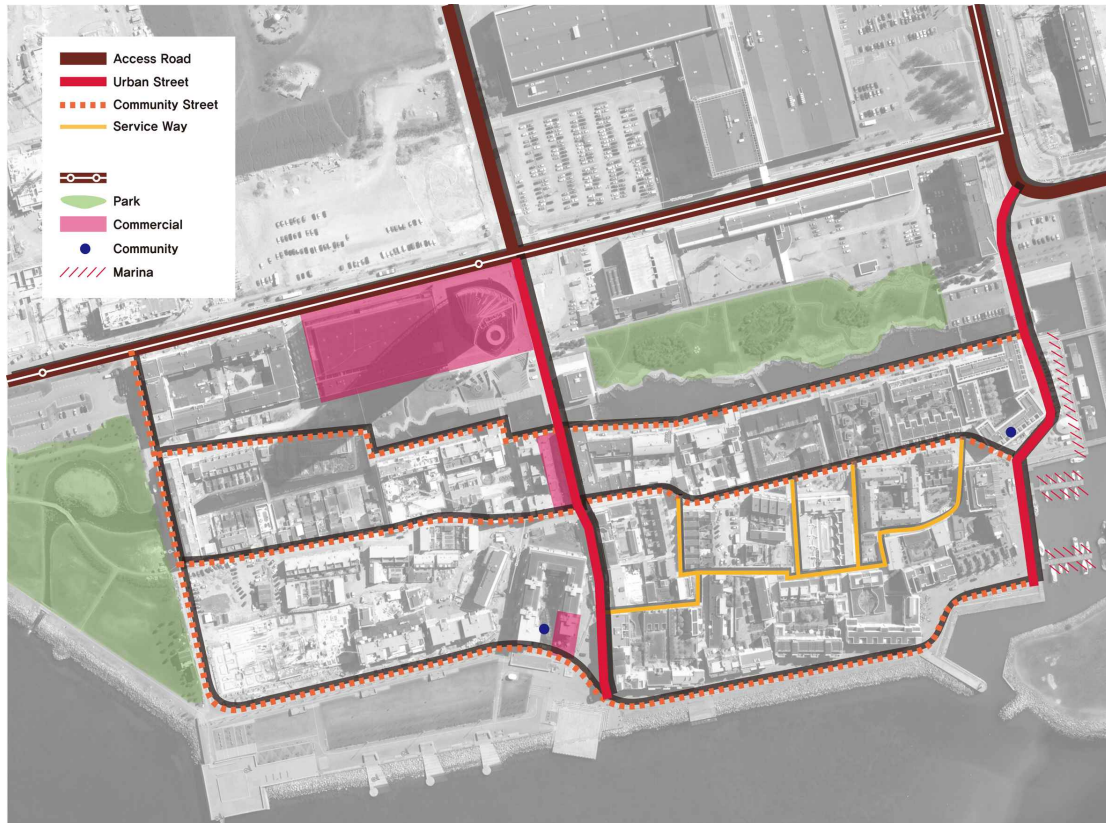 Access Road
Urban Street
Community Street
Service Way
Park
Commercial
Community
Marina